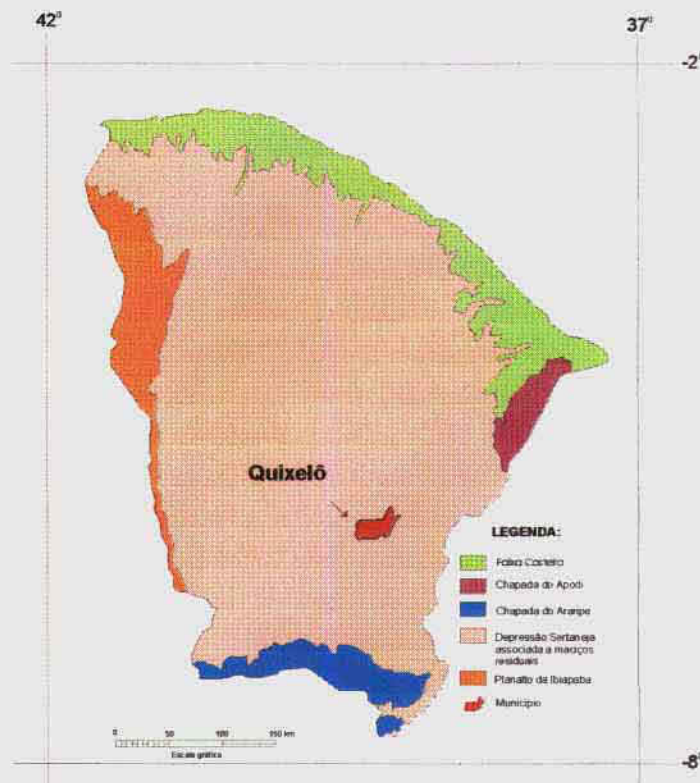 42°
37°
-2°
Quixelô
LEGENDA:
Faixa Costeira
Chapada do Apodi
Chapada do Araripe
Depressão Sertaneja
associada a maciços
residuais
Planalto da Ibiapaba
Município
0 50 100 150 km
Escala gráfica
-8°